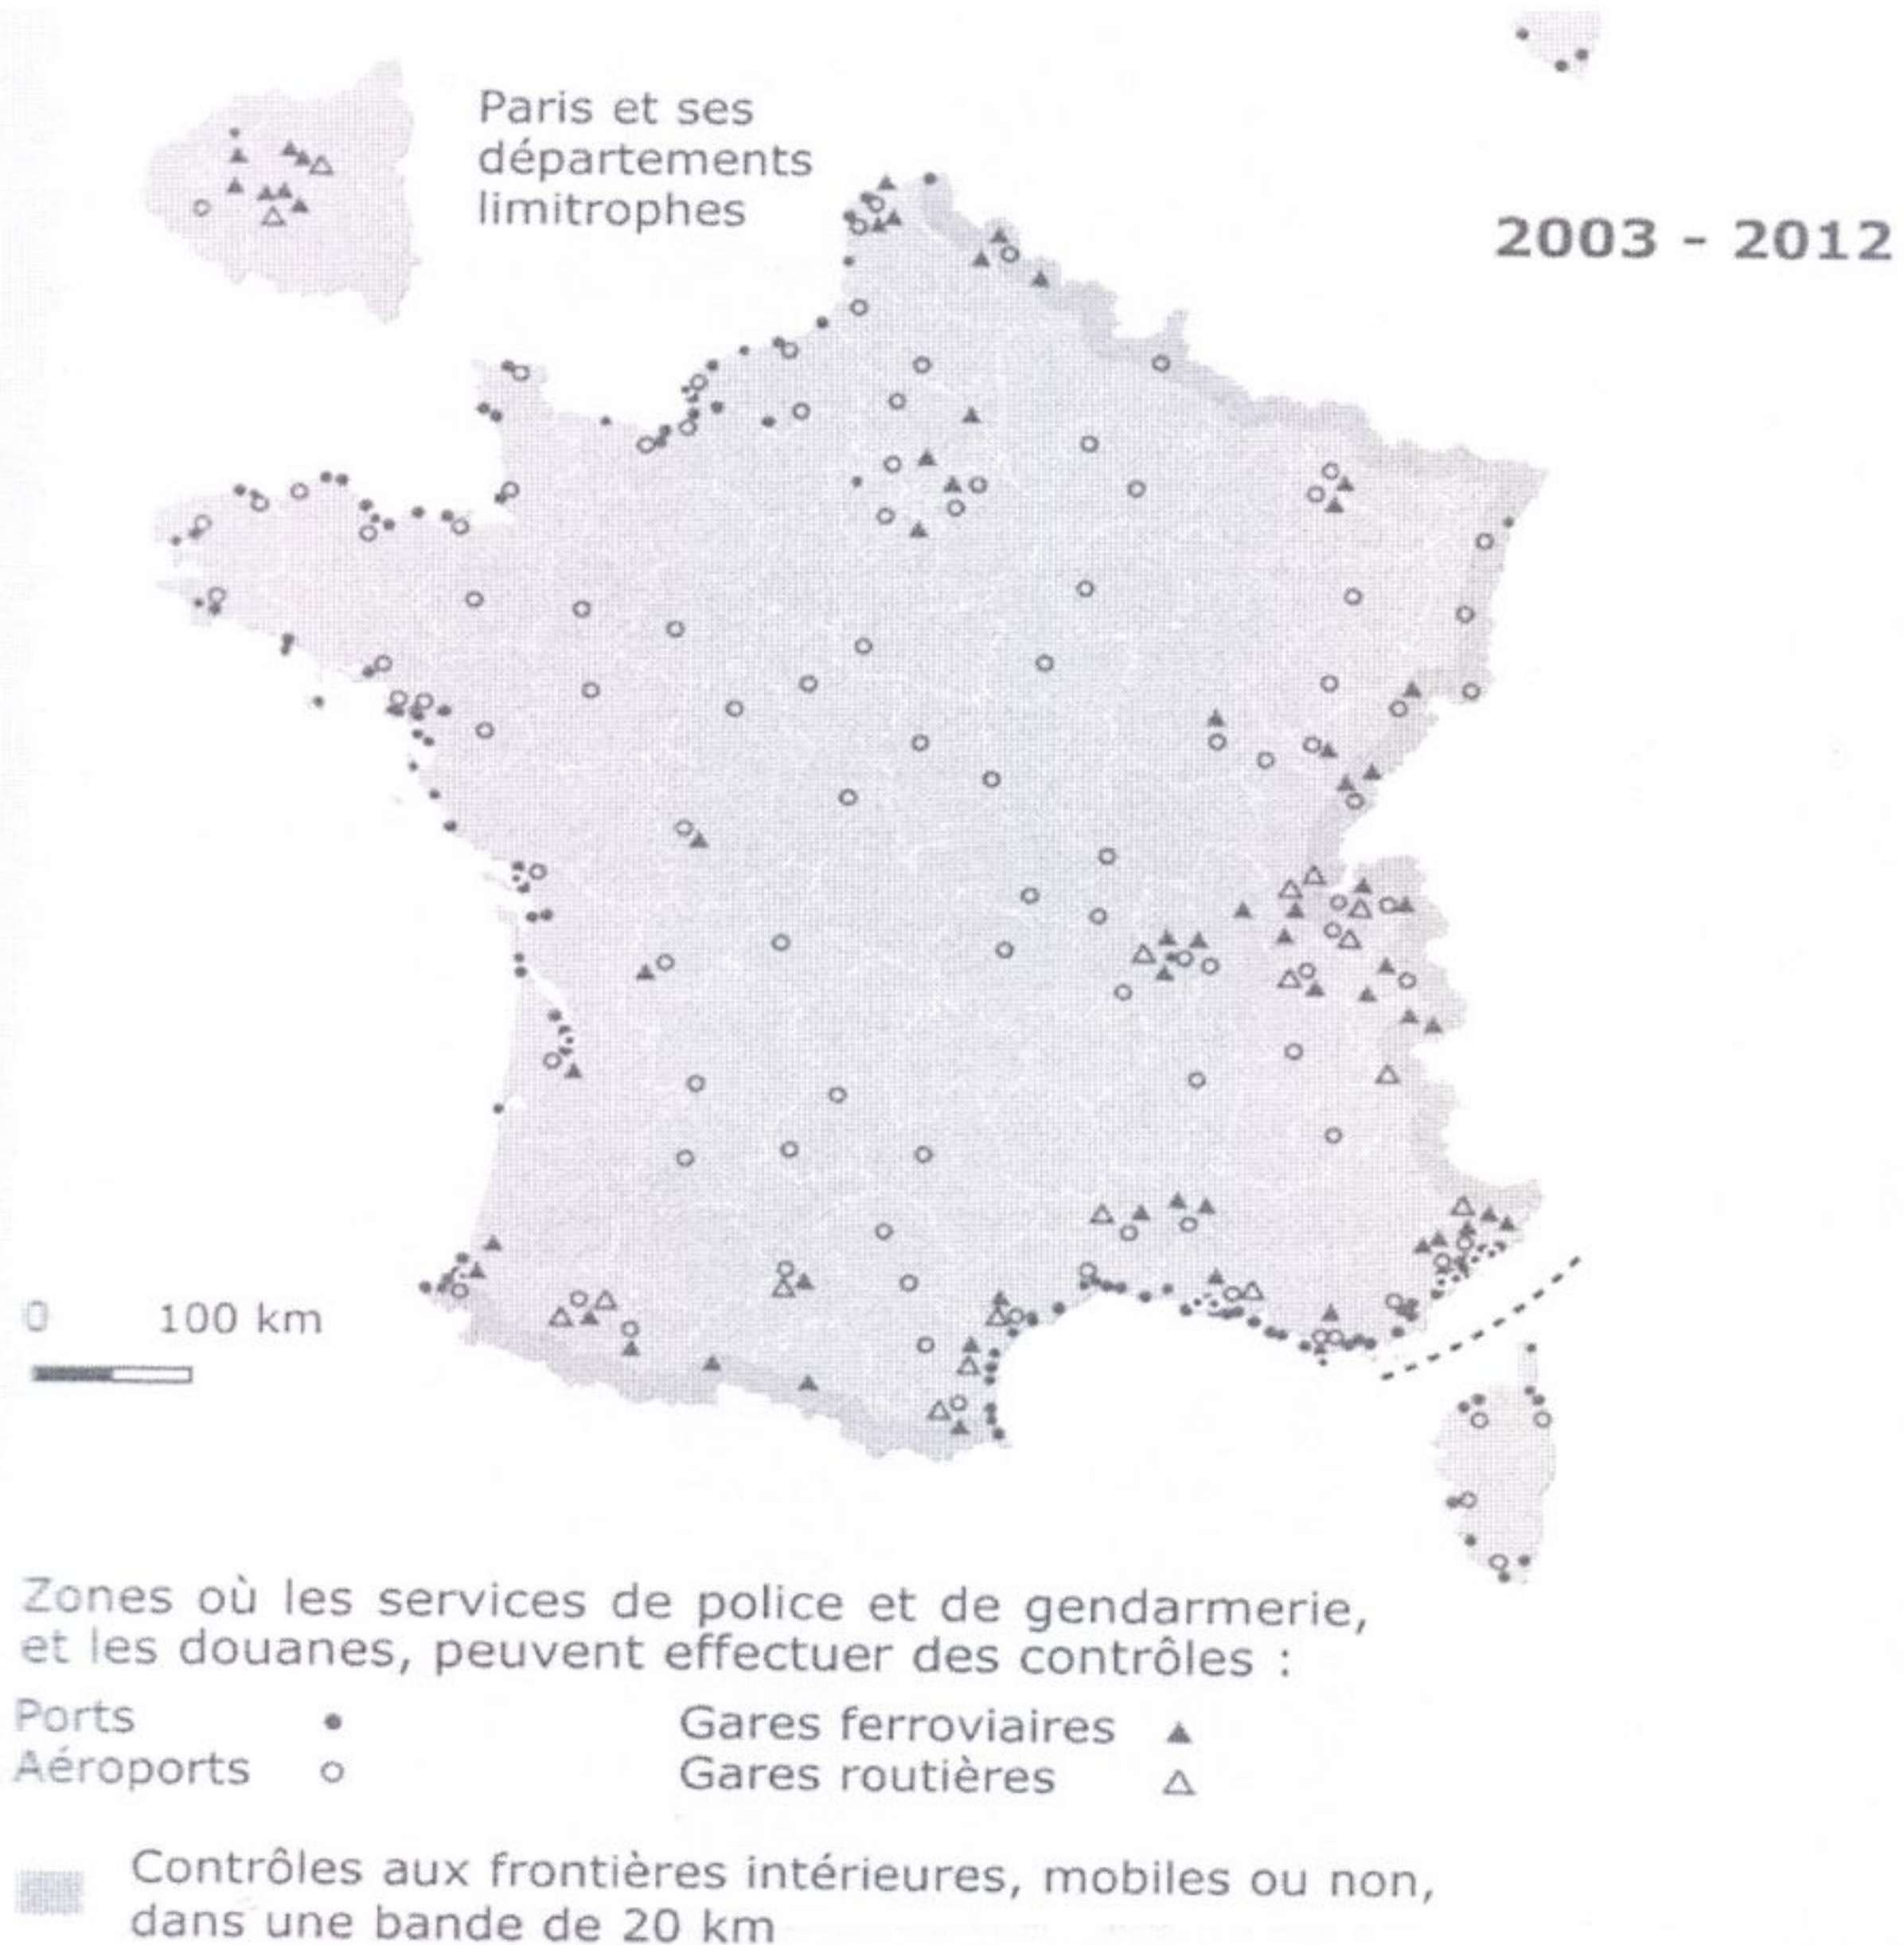 Paris et ses
départements
limitrophes
2003 - 2012
0 100 km
Zones où les services de police et de gendarmerie,
et les douanes, peuvent effectuer des contrôles :
Ports
Gares ferroviaires
Aéroports
Gares routières
Contrôles aux frontières intérieures, mobiles ou non,
dans une bande de 20 km